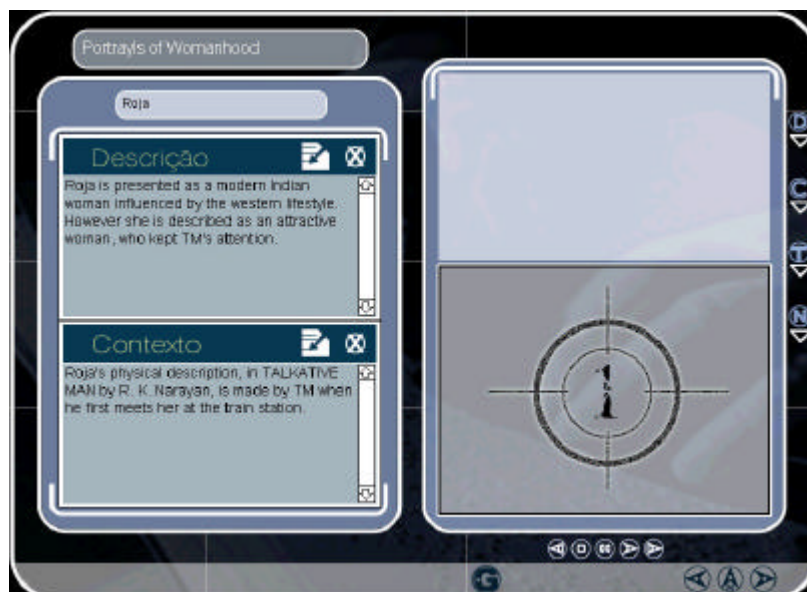 Portrayls of Womanhood
Roja
Descrição
Roja is presented as a modern Indian
woman influenced by the western lifestyle.
However she is described as an attractive
woman, who kept TM's attention.
Contexto
Roja's physical description, in TALKATIVE
MAN by R. K. Narayan, is made by TM when
he first meets her at the train station.
D
C
T
N
1
G
A